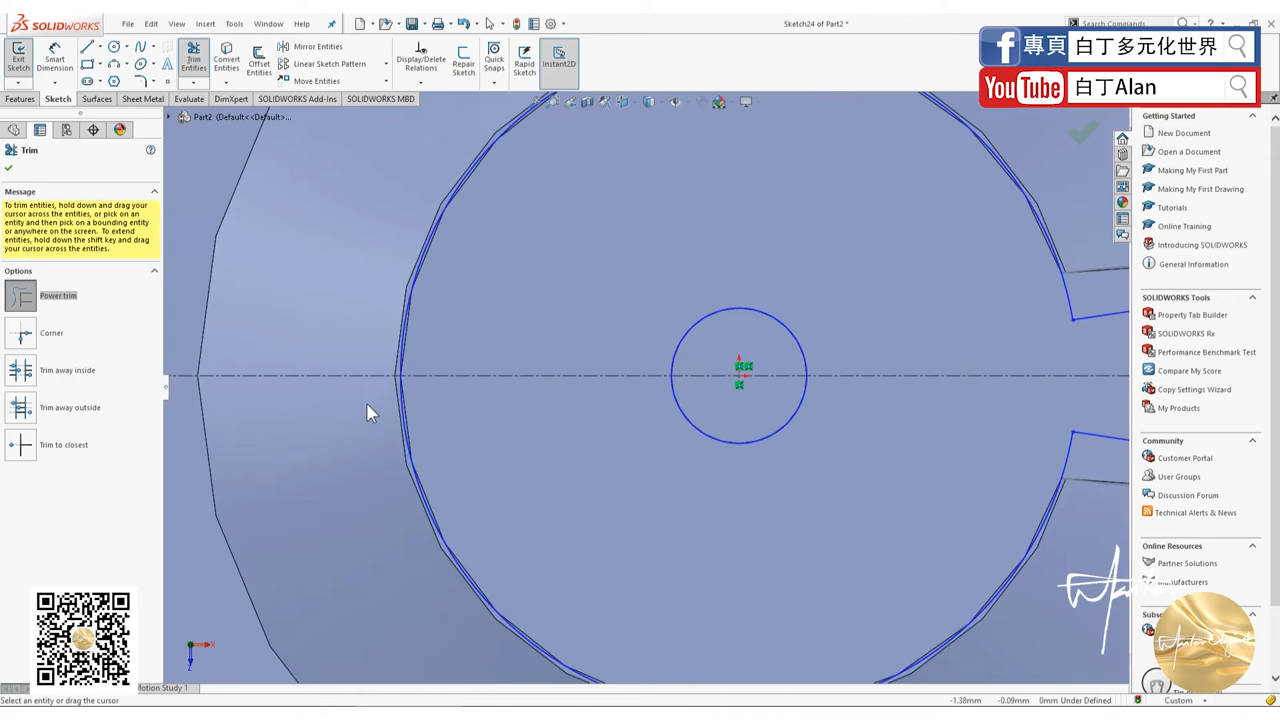 SOLIDWORKS
File
Edit
View
Insert
Tools
Window
Help
Sketch24 of Part2 *
Search Commands
專頁
白丁多元化世界
YouTube
白丁Alan
Exit
Sketch
Smart
Dimension
Trim
Entities
Convert
Entities
Offset
Entities
Mirror Entities
Linear Sketch Pattern
Move Entities
Display/Delete
Relations
Repair
Sketch
Quick
Snaps
Rapid
Sketch
Instant2D
Features
Sketch
Surfaces
Sheet Metal
Evaluate
DimXpert
SOLIDWORKS Add-Ins
SOLIDWORKS MBD
Part2 (Default<<Default>...
Trim
Message
To trim entities, hold down and drag your
cursor across the entities, or pick on an
entity and then pick on a bounding entity
or anywhere on the screen. To extend
entities, hold down the shift key and drag
your cursor across the entities.
Options
Power trim
Corner
Trim away inside
Trim away outside
Trim to closest
Getting Started
New Document
Open a Document
Making My First Part
Making My First Drawing
Tutorials
Online Training
Introducing SOLIDWORKS
General Information
SOLIDWORKS Tools
Property Tab Builder
SOLIDWORKS Rx
Performance Benchmark Test
Compare My Score
Copy Settings Wizard
My Products
Community
Customer Portal
User Groups
Discussion Forum
Technical Alerts & News
Online Resources
Partner Solutions
Manufacturers
Motion Study 1
Select an entity or drag the cursor
-1.38mm
-0.09mm
0mm
Under Defined
Custom